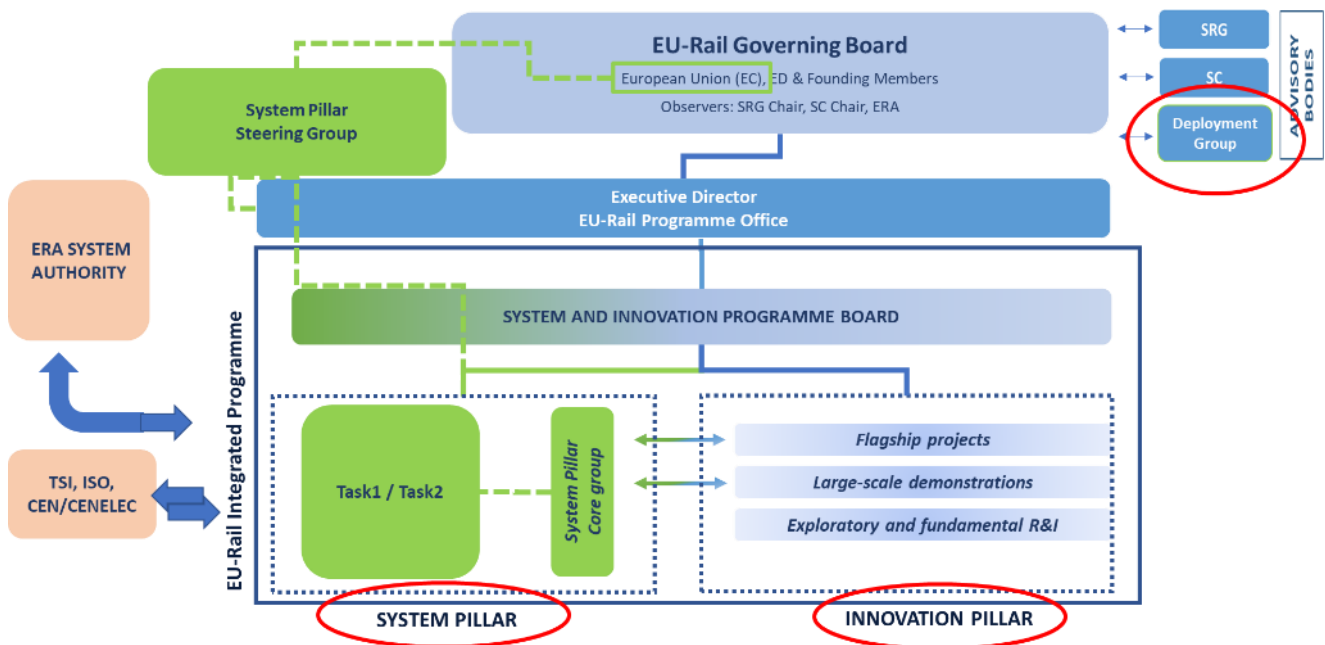 EU-Rail Governing Board
European Union (EC), ED & Founding Members
Observers: SRG Chair, SC Chair, ERA
SRG
SC
Deployment
Group
ADVISORY
BODIES
System Pillar
Steering Group
Executive Director
EU-Rail Programme Office
ERA SYSTEM
AUTHORITY
TSI, ISO,
CEN/CENELEC
EU-Rail Integrated Programme
SYSTEM AND INNOVATION PROGRAMME BOARD
Task1 / Task2
System Pillar
Core group
Flagship projects
Large-scale demonstrations
Exploratory and fundamental R&I
SYSTEM PILLAR
INNOVATION PILLAR